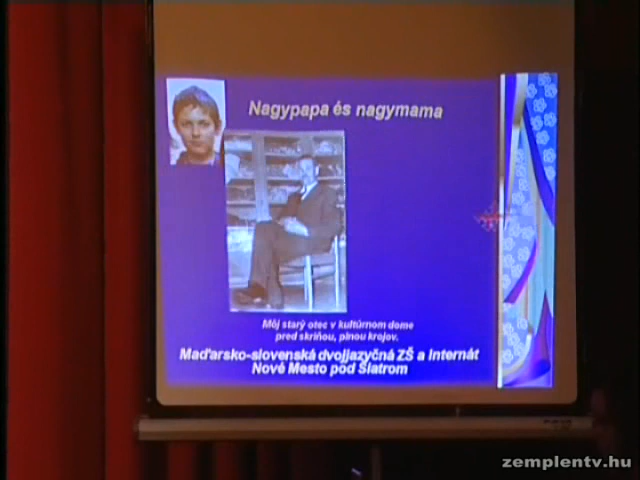 Nagypapa és nagymama
Môj starý otec v kultúrnom dome
pred skriňou, plnou krojov.
Maďarsko-slovenská dvojjazyčná ZŠ a Internát
Nové Mesto pod Šiatrom
zemplentv.hu